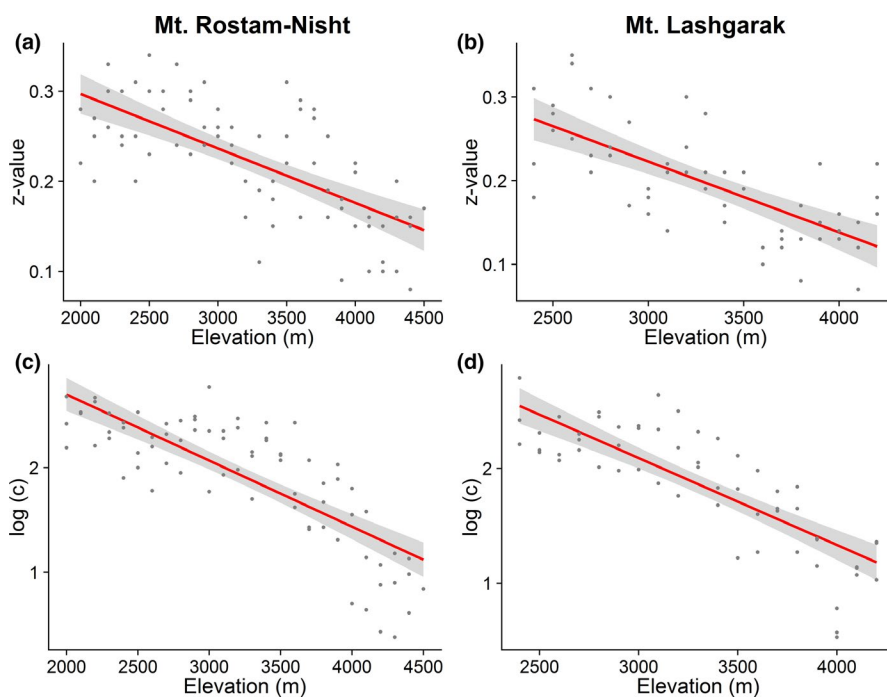 Mt. Rostam-Nisht
Mt. Lashgarak
(a)
z-value
0.3
0.2
0.1
2000 2500 3000 3500 4000 4500
Elevation (m)
(b)
z-value
0.3
0.2
0.1
2500 3000 3500 4000
Elevation (m)
(c)
log (c)
2
1
2000 2500 3000 3500 4000 4500
Elevation (m)
(d)
log (c)
2
1
2500 3000 3500 4000
Elevation (m)